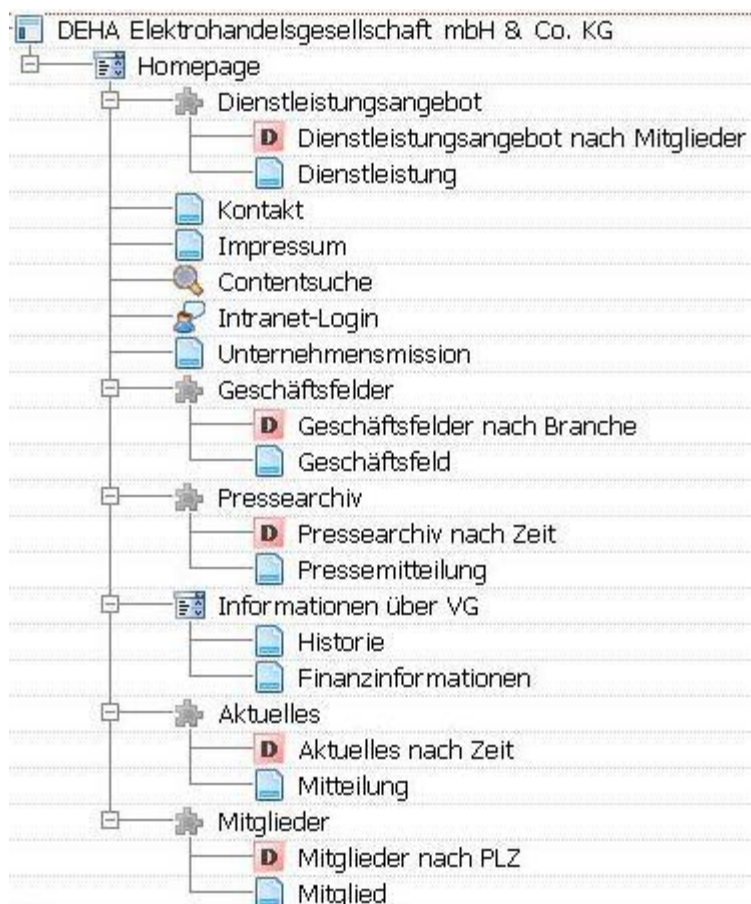 DEHA Elektrohandelsgesellschaft mbH & Co. KG
Homepage
Dienstleistungsangebot
D Dienstleistungsangebot nach Mitglieder
Dienstleistung
Kontakt
Impressum
Contentsuche
Intranet-Login
Unternehmensmission
Geschäftsfelder
D Geschäftsfelder nach Branche
Geschäftsfeld
Pressearchiv
D Pressearchiv nach Zeit
Pressemitteilung
Informationen über VG
Historie
Finanzinformationen
Aktuelles
D Aktuelles nach Zeit
Mitteilung
Mitglieder
D Mitglieder nach PLZ
Mitglied